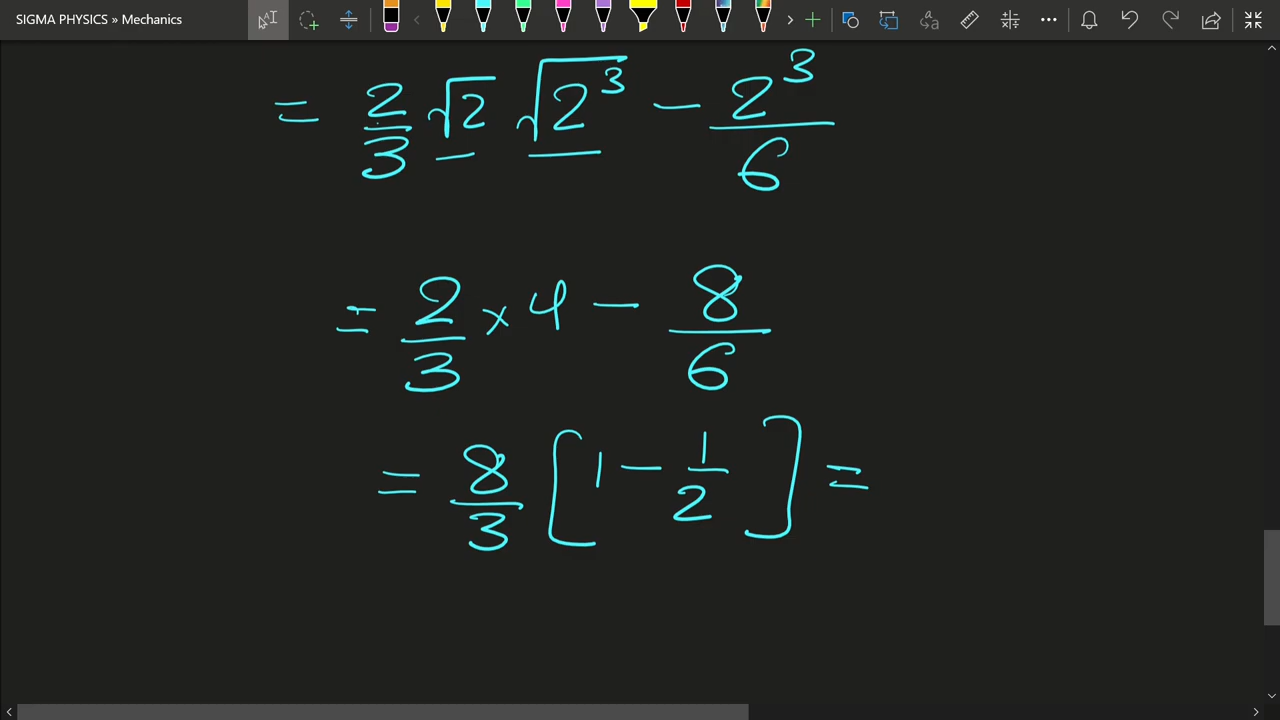 SIGMA PHYSICS » Mechanics
= 2/3 √2 √2³ − 2³/6
= 2/3 × 4 − 8/6
= 8/3 [1 − 1/2] =